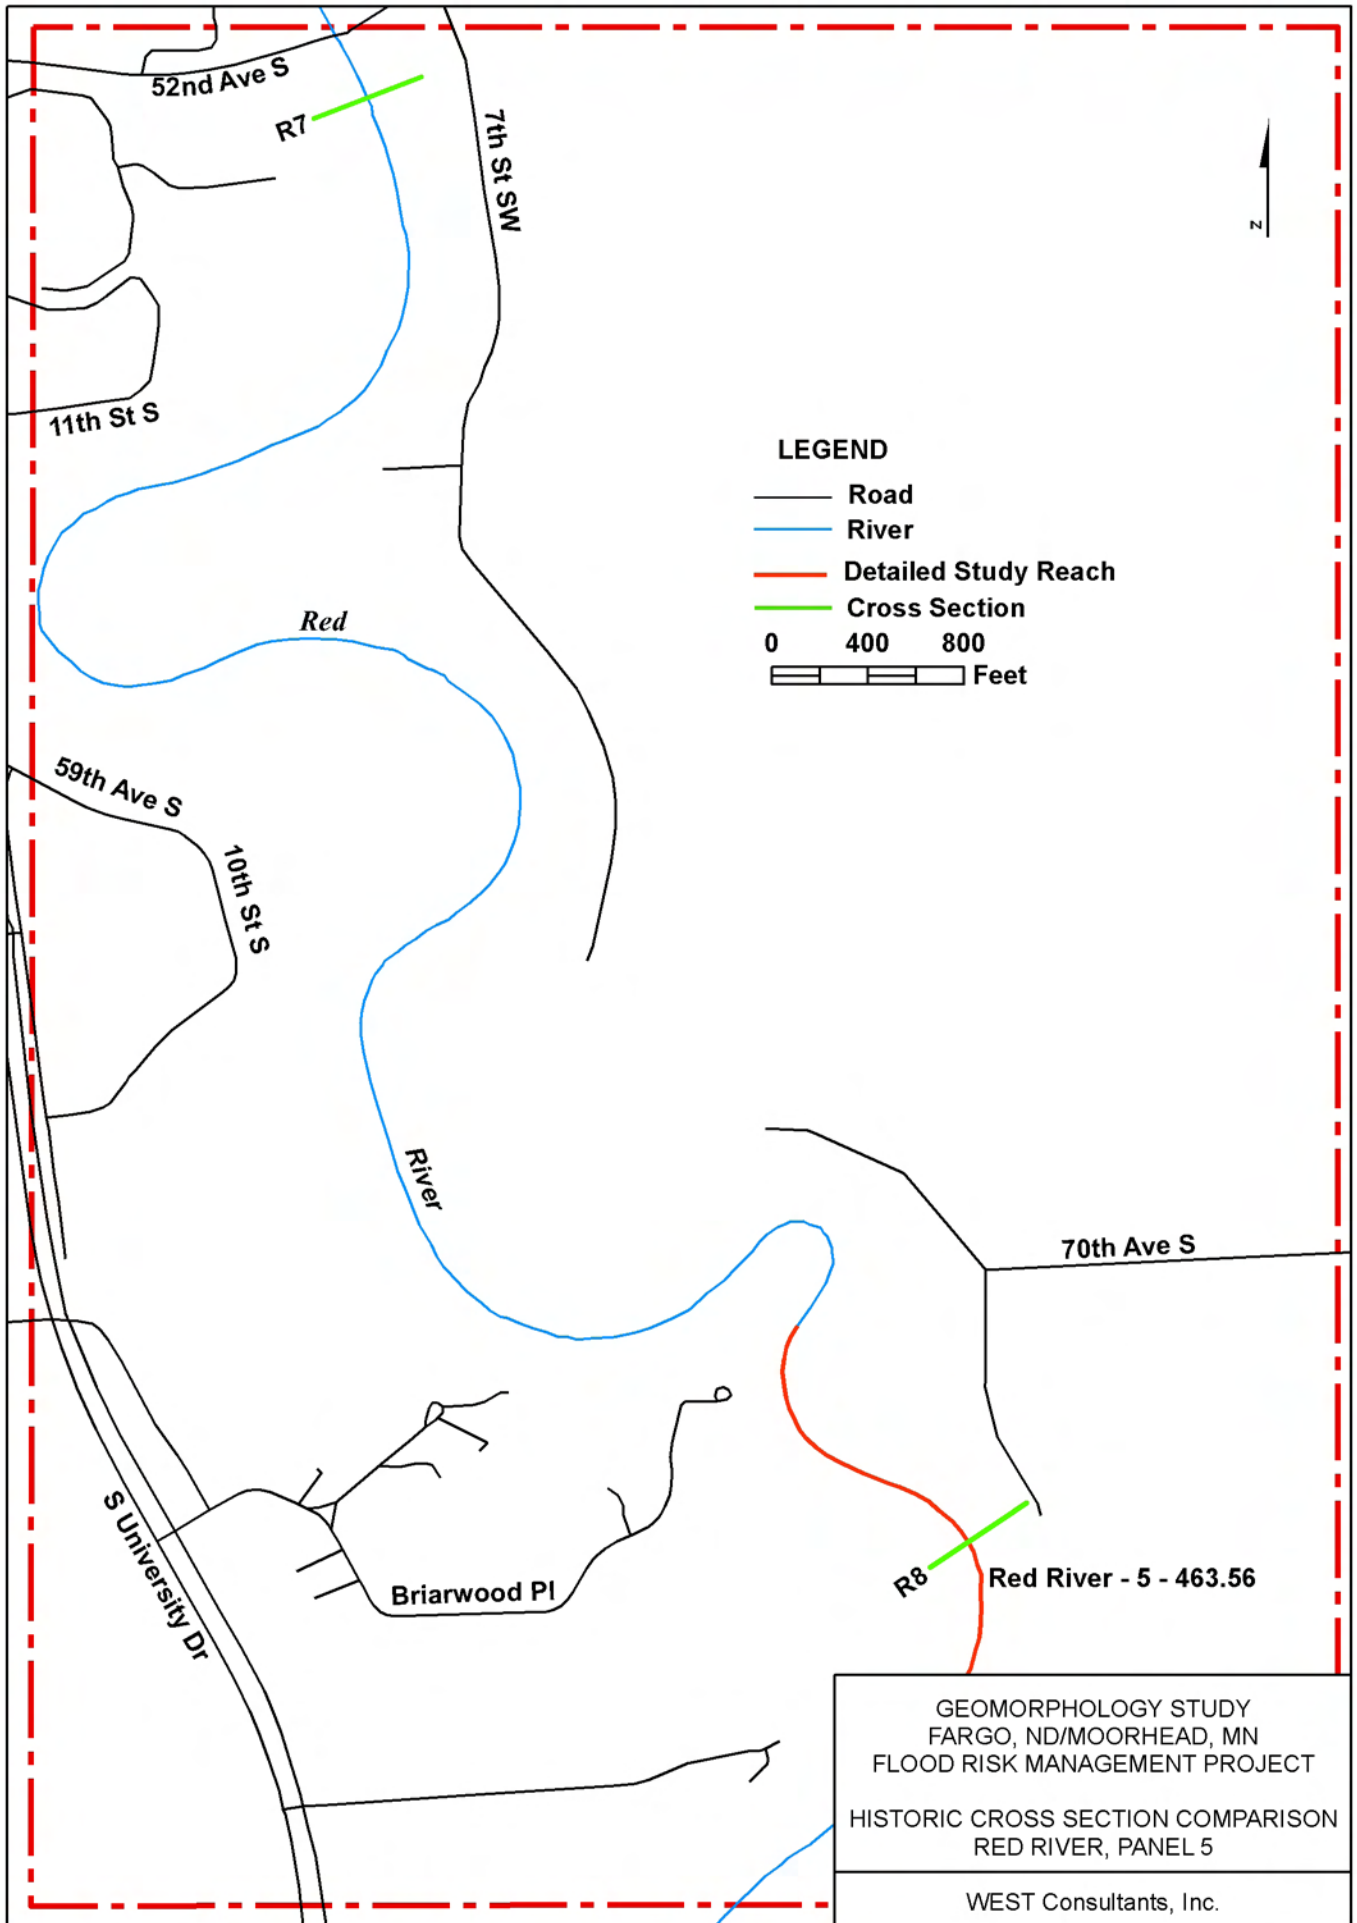 52nd Ave S
R7
7th St SW
z
11th St S
LEGEND
Road
River
Detailed Study Reach
Cross Section
0 400 800
Feet
Red
59th Ave S
10th St S
River
70th Ave S
S University Dr
Briarwood Pl
R8
Red River - 5 - 463.56
GEOMORPHOLOGY STUDY
FARGO, ND/MOORHEAD, MN
FLOOD RISK MANAGEMENT PROJECT
HISTORIC CROSS SECTION COMPARISON
RED RIVER, PANEL 5
WEST Consultants, Inc.